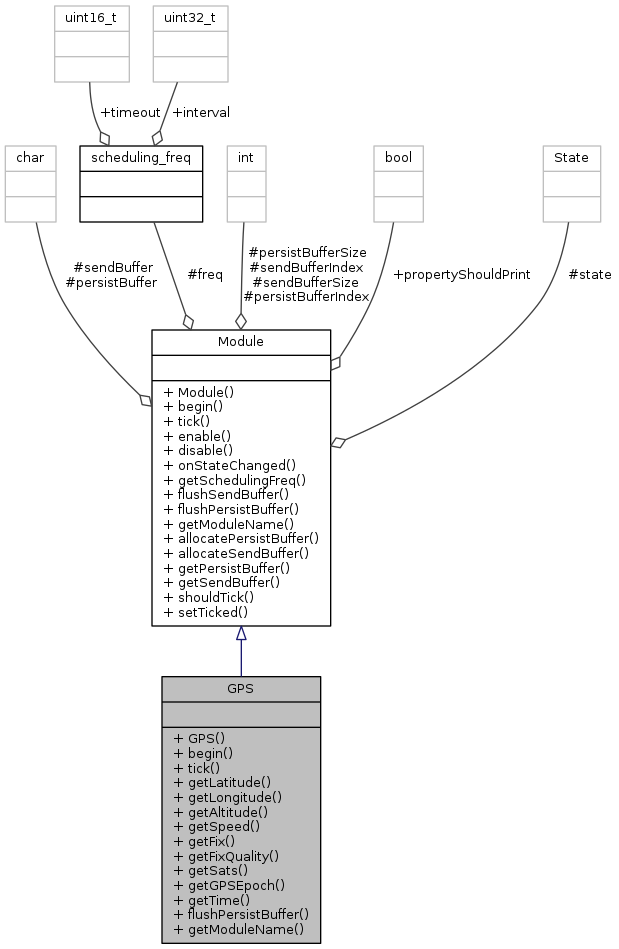 uint16_t
uint32_t
+timeout
+interval
char
scheduling_freq
int
bool
State
#sendBuffer
#persistBuffer
#freq
#persistBufferSize
#sendBufferIndex
#sendBufferSize
#persistBufferIndex
+propertyShouldPrint
#state
Module
+ Module()
+ begin()
+ tick()
+ enable()
+ disable()
+ onStateChanged()
+ getSchedulingFreq()
+ flushSendBuffer()
+ flushPersistBuffer()
+ getModuleName()
+ allocatePersistBuffer()
+ allocateSendBuffer()
+ getPersistBuffer()
+ getSendBuffer()
+ shouldTick()
+ setTicked()
GPS
+ GPS()
+ begin()
+ tick()
+ getLatitude()
+ getLongitude()
+ getAltitude()
+ getSpeed()
+ getFix()
+ getFixQuality()
+ getSats()
+ getGPSEpoch()
+ getTime()
+ flushPersistBuffer()
+ getModuleName()